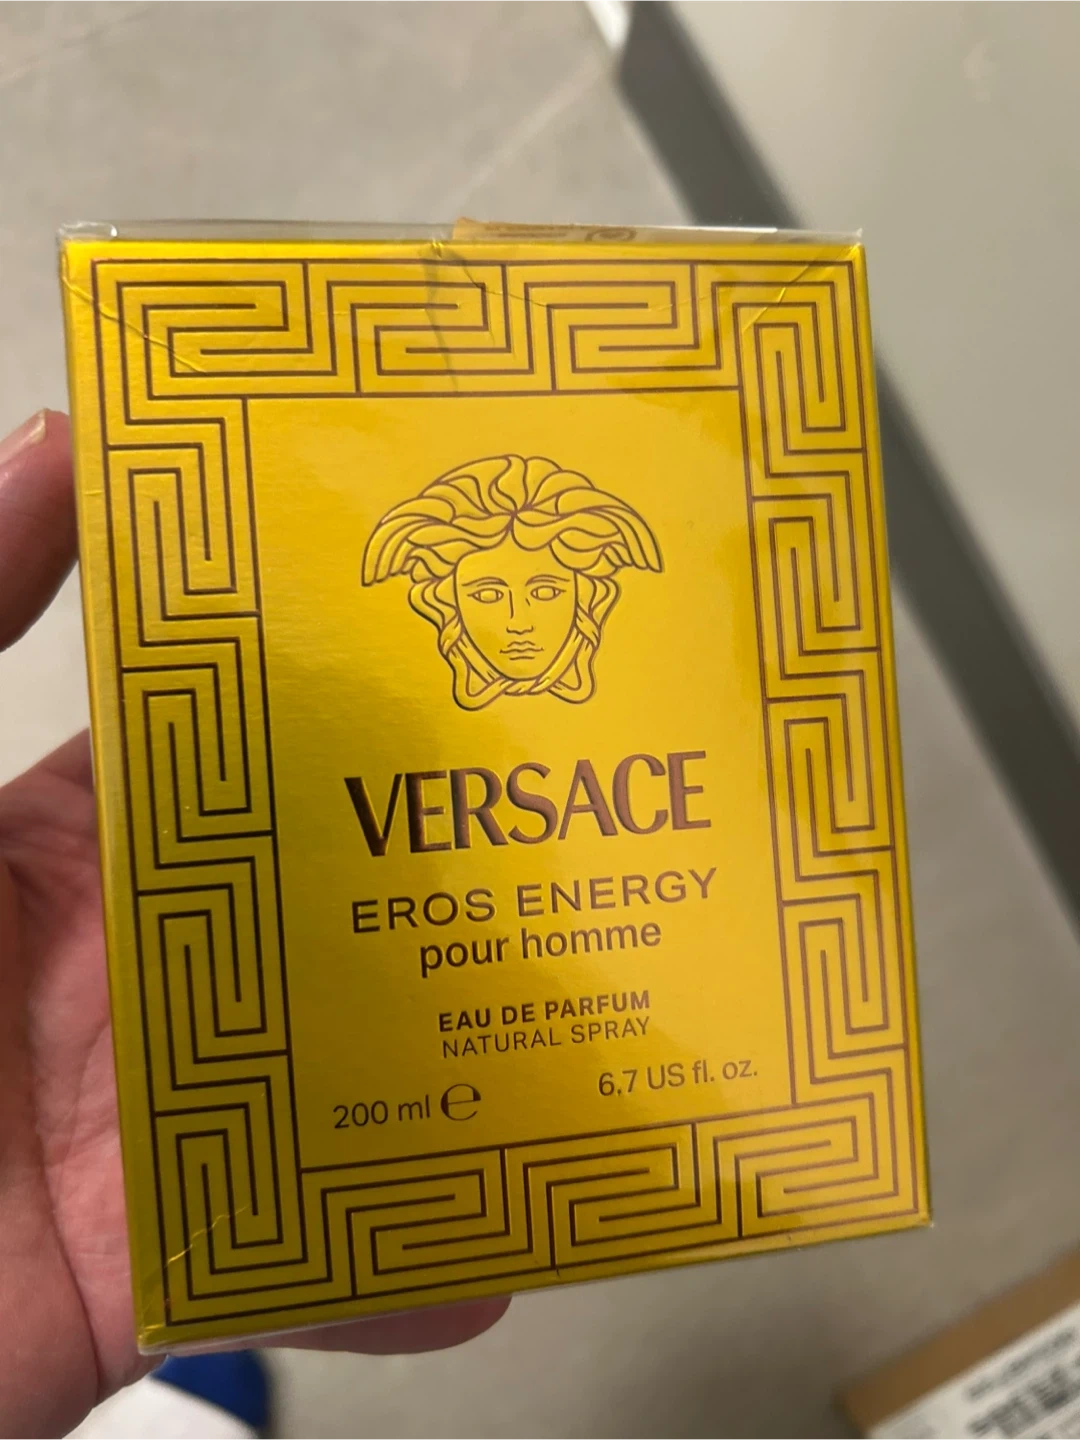 VERSACE
EROS ENERGY
pour homme
EAU DE PARFUM
NATURAL SPRAY
200 ml ℮ 6,7 US fl. oz.